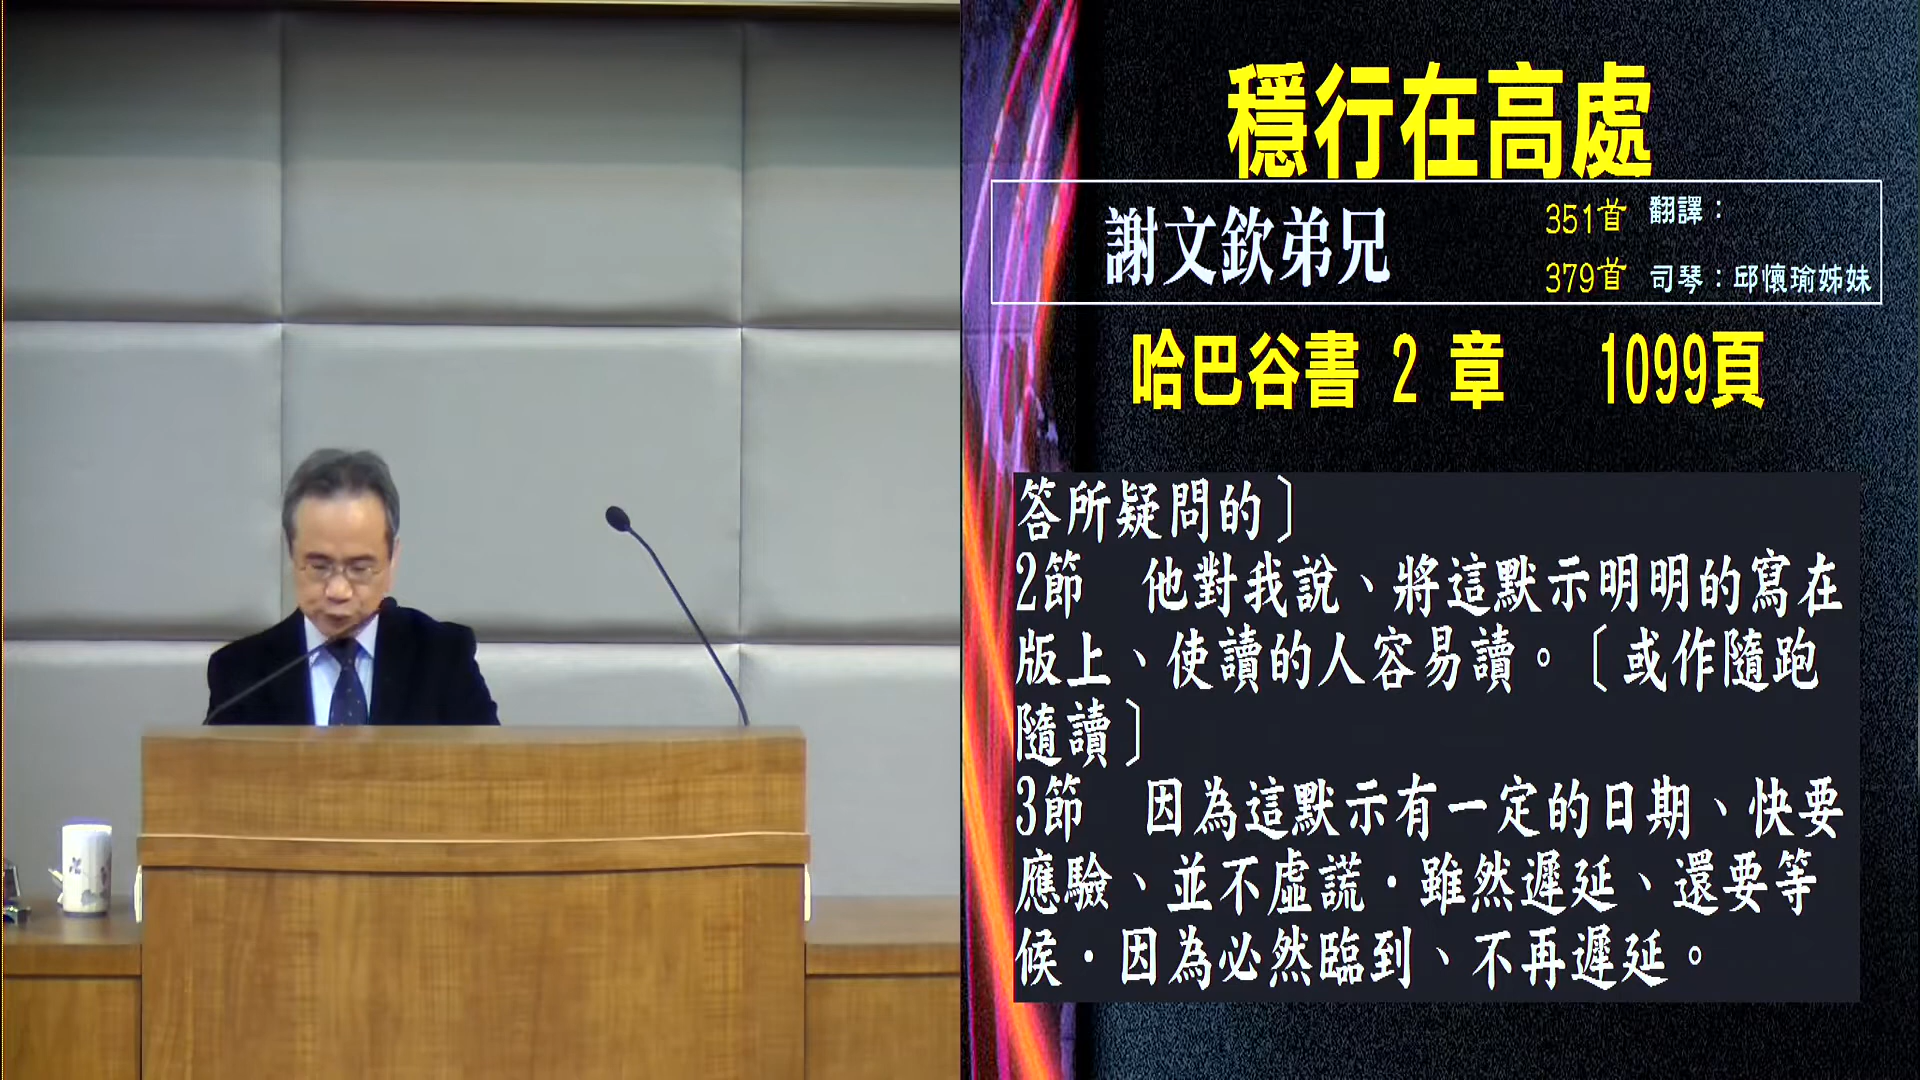 穩行在高處
謝文欽弟兄
351首 翻譯：
379首 司琴：邱懷瑜姊妹
哈巴谷書 2 章 1099頁
答所疑問的〕
2節 他對我說、將這默示明明的寫在
版上、使讀的人容易讀。〔或作隨跑
隨讀〕
3節 因為這默示有一定的日期、快要
應驗、並不虛謊．雖然遲延、還要等
候．因為必然臨到、不再遲延。